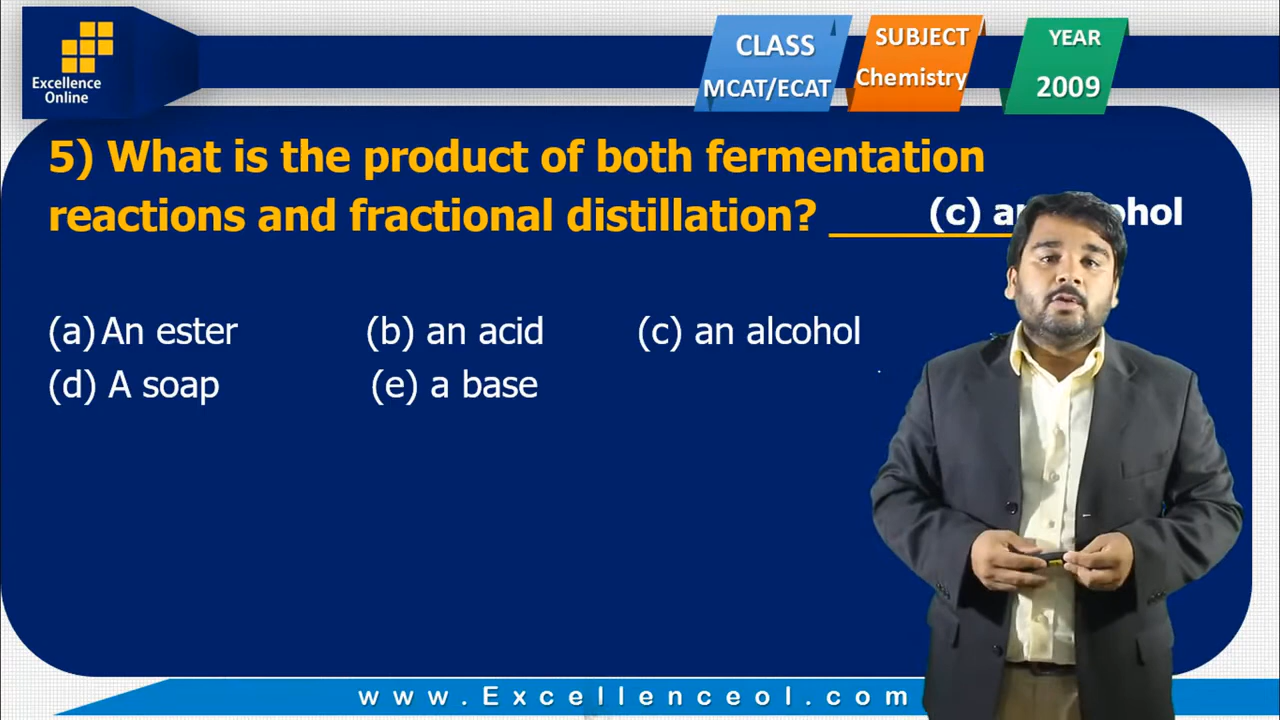 Excellence
Online
CLASS
MCAT/ECAT
SUBJECT
Chemistry
YEAR
2009
5) What is the product of both fermentation
reactions and fractional distillation? ________ (c)
(a) An ester (b) an acid (c) an alcohol
(d) A soap (e) a base
www.Excellenceol.com